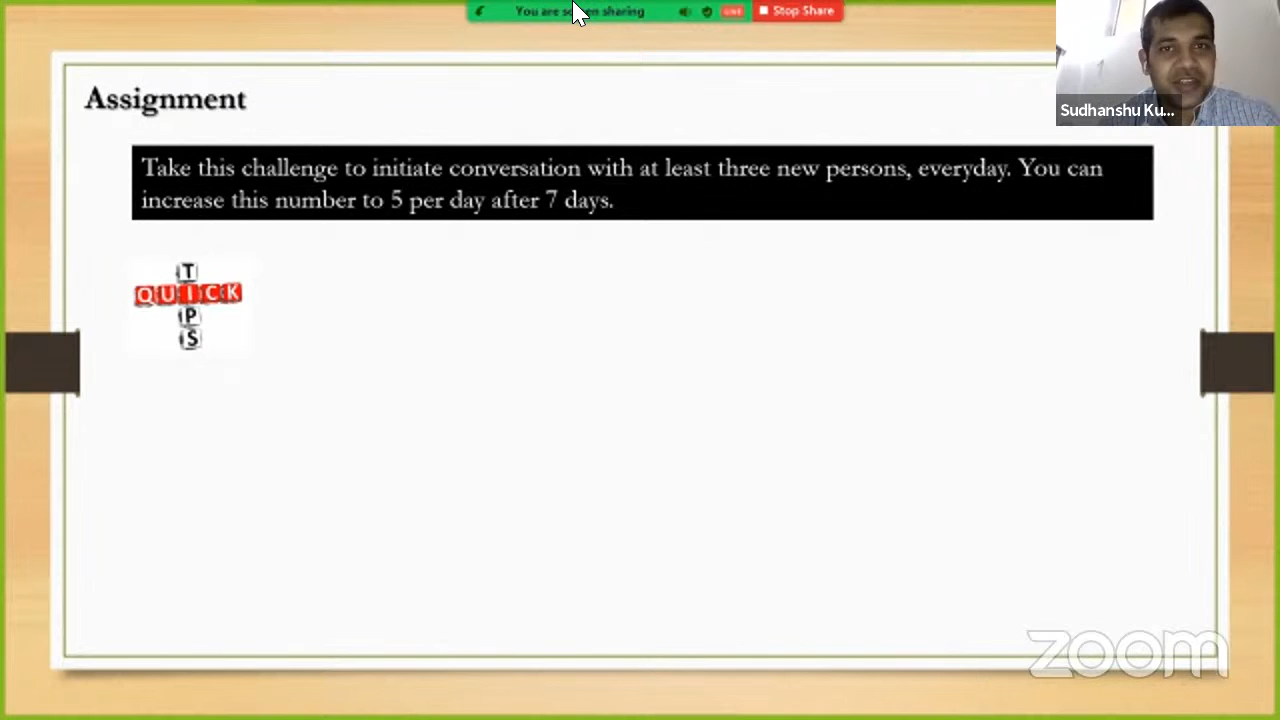 You are screen sharing
LIVE
Stop Share
Sudhanshu Ku...
Assignment
Take this challenge to initiate conversation with at least three new persons, everyday. You can
increase this number to 5 per day after 7 days.
T
QUICK
P
S
zoom